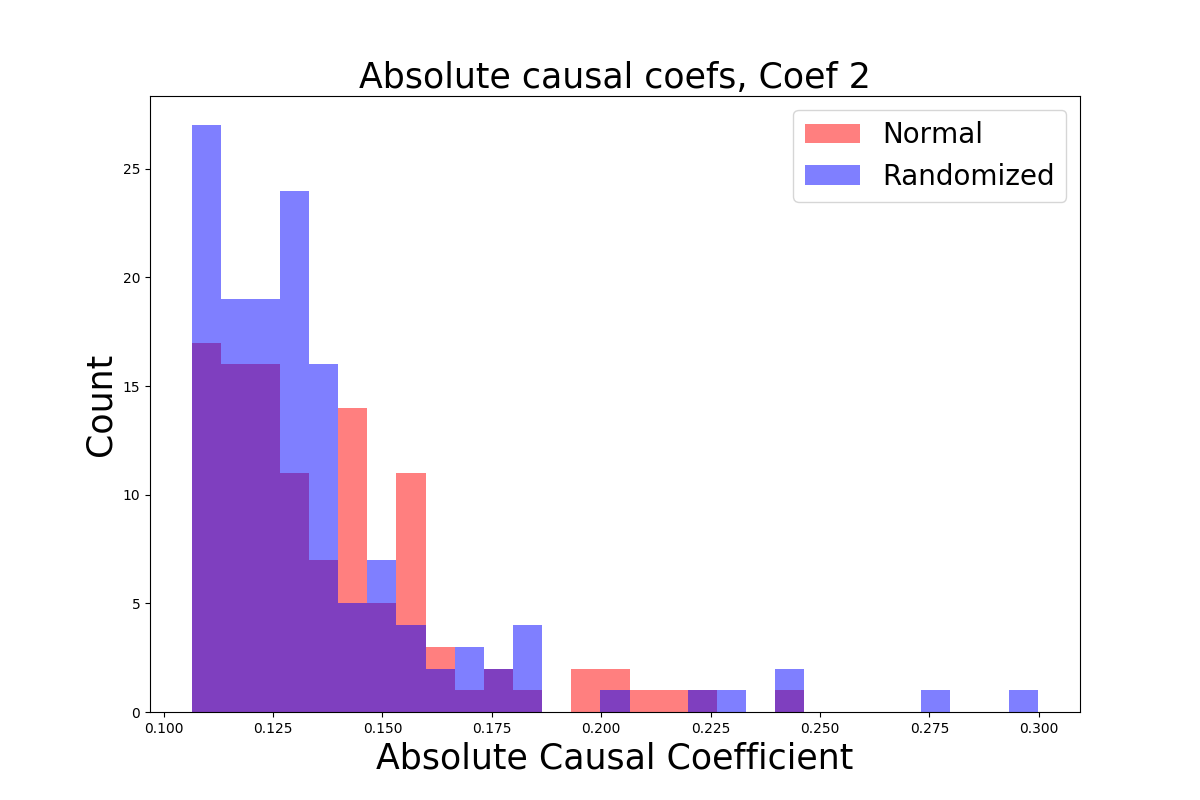 Absolute causal coefs, Coef 2
Normal
Randomized
Count
25
20
15
10
5
0
0.100 0.125 0.150 0.175 0.200 0.225 0.250 0.275 0.300
Absolute Causal Coefficient